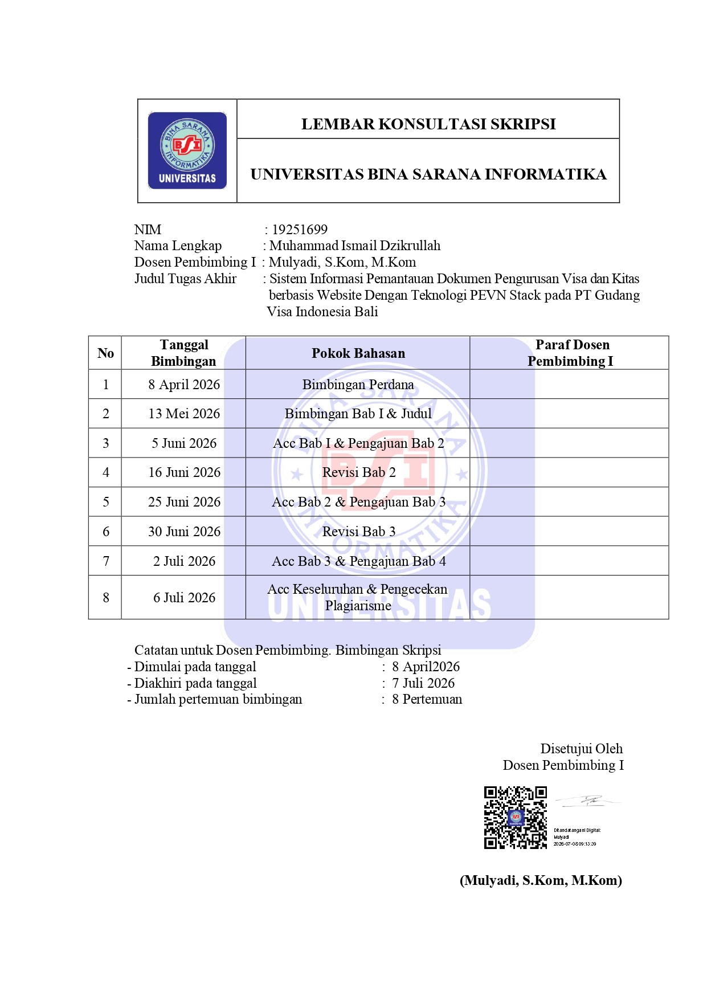 BINA SARANA
BSI
INFORMATIKA
UNIVERSITAS
LEMBAR KONSULTASI SKRIPSI
UNIVERSITAS BINA SARANA INFORMATIKA
NIM : 19251699
Nama Lengkap : Muhammad Ismail Dzikrullah
Dosen Pembimbing I : Mulyadi, S.Kom, M.Kom
Judul Tugas Akhir : Sistem Informasi Pemantauan Dokumen Pengurusan Visa dan Kitas
berbasis Website Dengan Teknologi PEVN Stack pada PT Gudang
Visa Indonesia Bali
No Tanggal Bimbingan Pokok Bahasan Paraf Dosen Pembimbing I
1 8 April 2026 Bimbingan Perdana
2 13 Mei 2026 Bimbingan Bab I & Judul
3 5 Juni 2026 Acc Bab I & Pengajuan Bab 2
4 16 Juni 2026 Revisi Bab 2
5 25 Juni 2026 Acc Bab 2 & Pengajuan Bab 3
6 30 Juni 2026 Revisi Bab 3
7 2 Juli 2026 Acc Bab 3 & Pengajuan Bab 4
8 6 Juli 2026 Acc Keseluruhan & Pengecekan Plagiarisme
BINA SARANA
BSI
INFORMATIKA
UNIVERSITAS
Catatan untuk Dosen Pembimbing. Bimbingan Skripsi
- Dimulai pada tanggal : 8 April2026
- Diakhiri pada tanggal : 7 Juli 2026
- Jumlah pertemuan bimbingan : 8 Pertemuan
Disetujui Oleh
Dosen Pembimbing I
Ditandatangani Digital:
Mulyadi
2026-07-08 09:13:39
(Mulyadi, S.Kom, M.Kom)